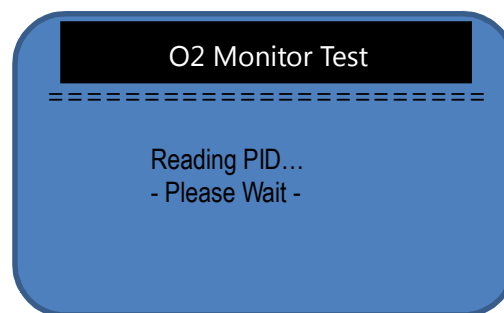 O2 Monitor Test
=======================
Reading PID…
- Please Wait -